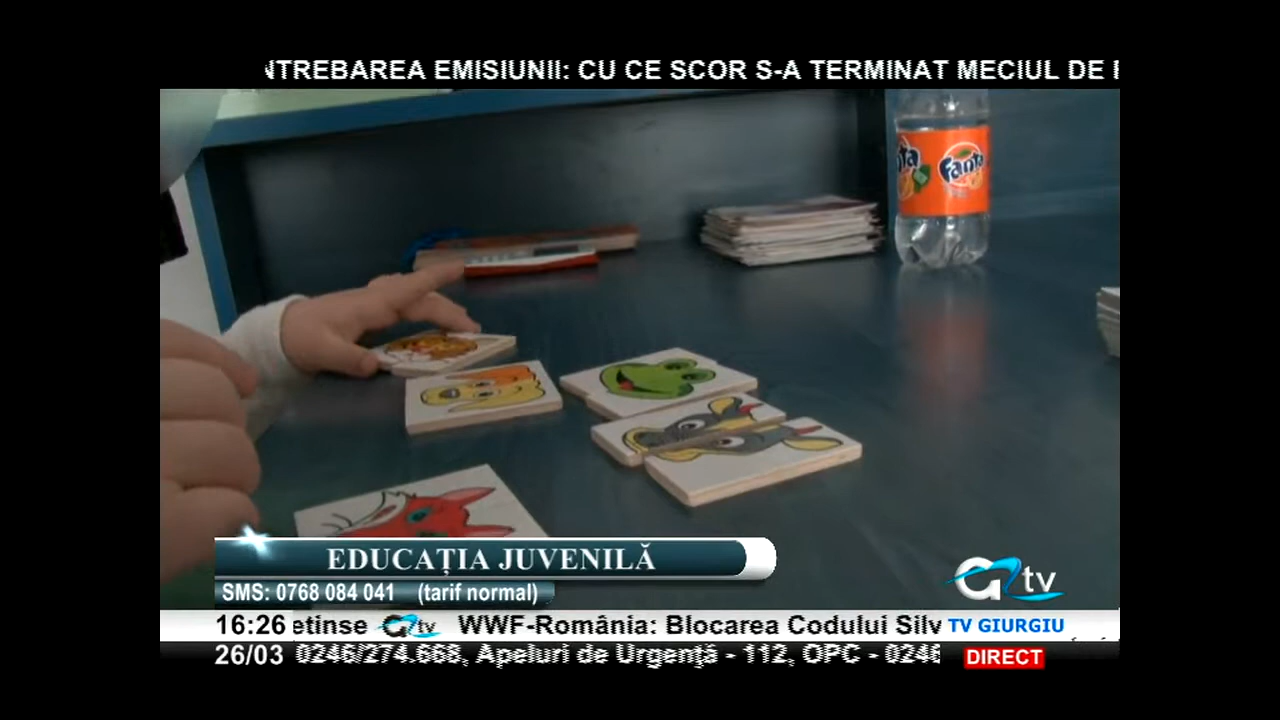 NTREBAREA EMISIUNII: CU CE SCOR S-A TERMINAT MECIUL DE
Fanta
EDUCAȚIA JUVENILĂ
SMS: 0768 084 041 (tarif normal)
G tv
16:26 etinse G tv WWF-România: Blocarea Codului Silv TV GIURGIU
26/03 0246/274.668, Apeluri de Urgenţă - 112, OPC - 0246 DIRECT